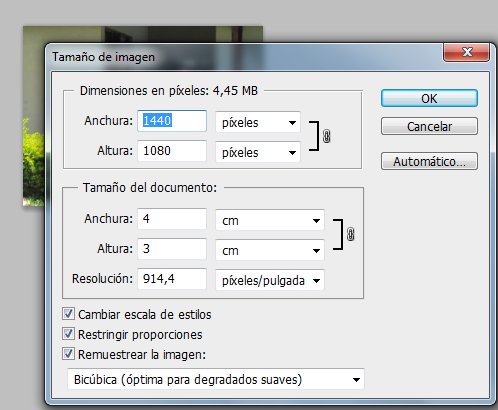 Tamaño de imagen
Dimensiones en píxeles: 4,45 MB
Anchura: 1440 píxeles
Altura: 1080 píxeles
OK
Cancelar
Automático...
Tamaño del documento:
Anchura: 4 cm
Altura: 3 cm
Resolución: 914,4 píxeles/pulgada
Cambiar escala de estilos
Restringir proporciones
Remuestrear la imagen:
Bicúbica (óptima para degradados suaves)